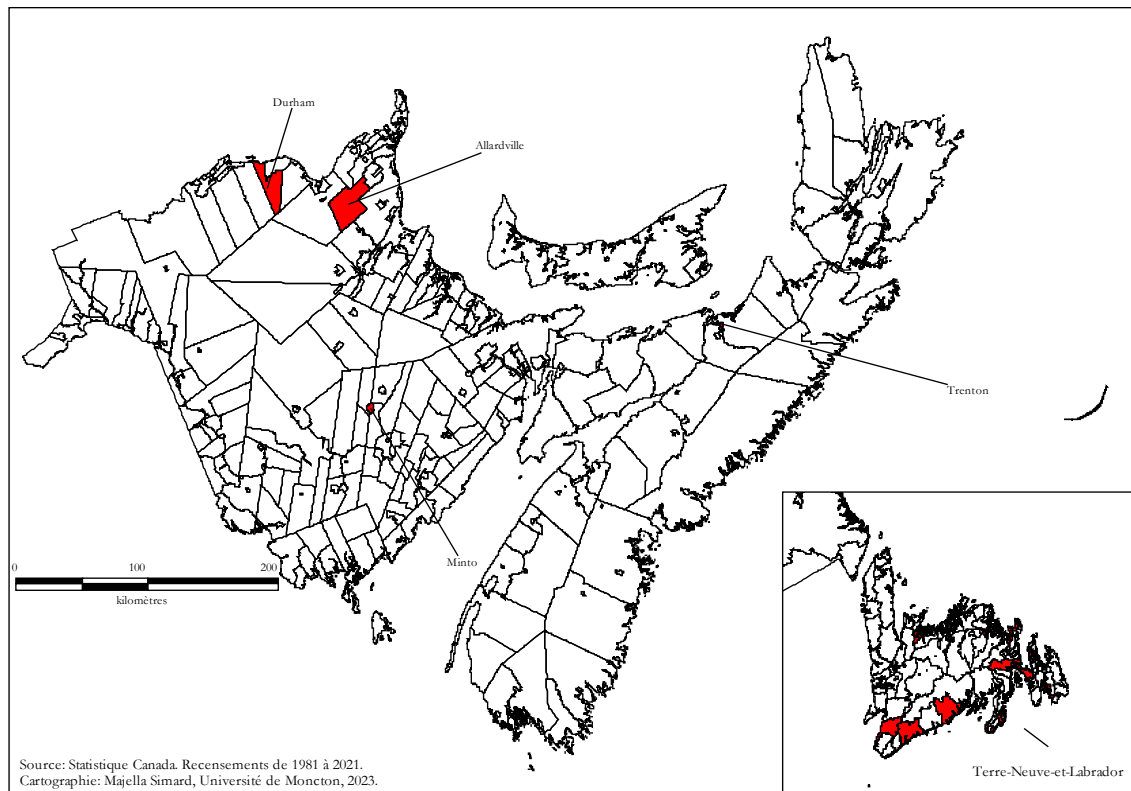 Durham
Allardville
Trenton
Minto
0 100 200
kilomètres
Terre-Neuve-et-Labrador
Source: Statistique Canada. Recensements de 1981 à 2021.
Cartographie: Majella Simard, Université de Moncton, 2023.